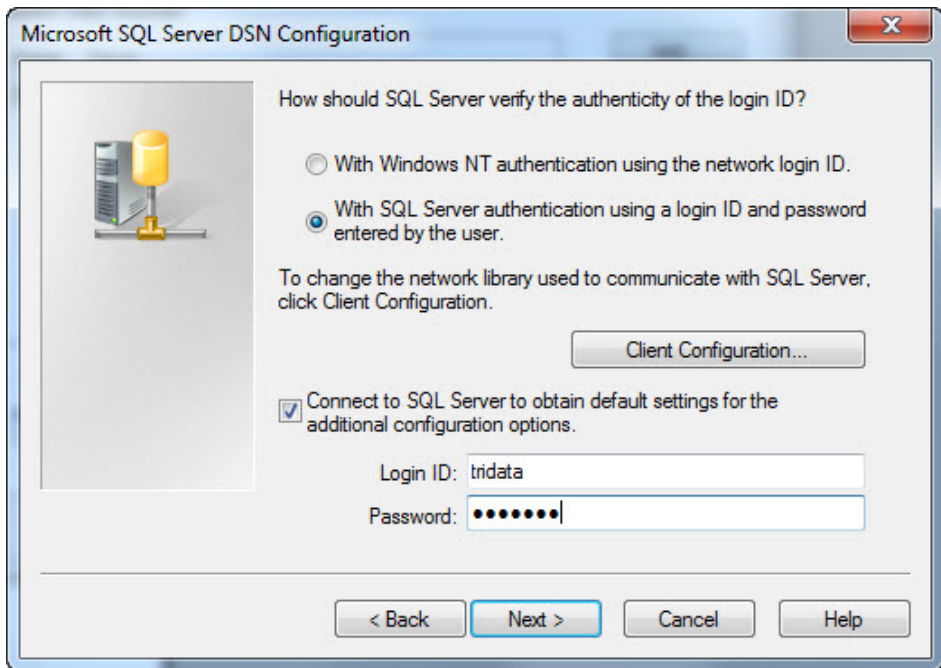 Microsoft SQL Server DSN Configuration
How should SQL Server verify the authenticity of the login ID?
With Windows NT authentication using the network login ID.
With SQL Server authentication using a login ID and password
entered by the user.
To change the network library used to communicate with SQL Server,
click Client Configuration.
Client Configuration...
Connect to SQL Server to obtain default settings for the
additional configuration options.
Login ID: tridata
Password: •••••••
< Back Next > Cancel Help